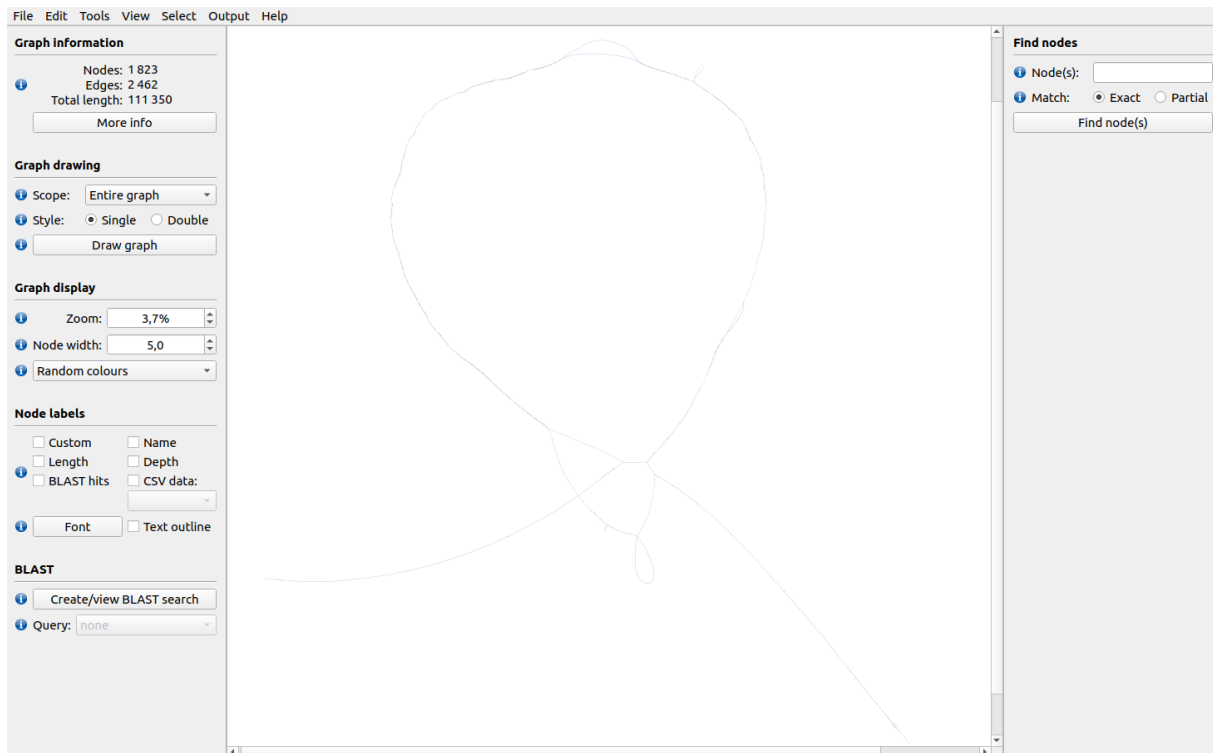 File Edit Tools View Select Output Help
Graph information
Nodes: 1 823
Edges: 2 462
Total length: 111 350
More info
Graph drawing
Scope: Entire graph
Style: Single Double
Draw graph
Graph display
Zoom: 3,7%
Node width: 5,0
Random colours
Node labels
Custom Name
Length Depth
BLAST hits CSV data:
Font Text outline
BLAST
Create/view BLAST search
Query: none
Find nodes
Node(s):
Match: Exact Partial
Find node(s)